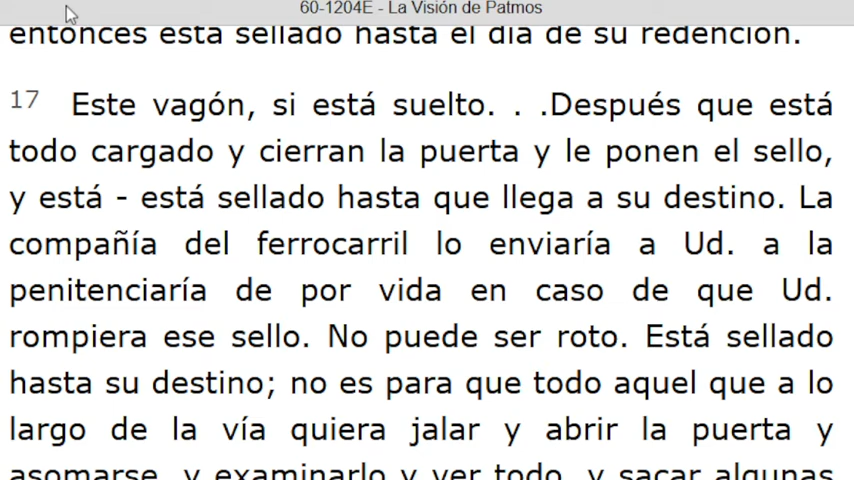 60-1204E - La Visión de Patmos
entonces está sellado hasta el día de su redención.
17 Este vagón, si está suelto. . .Después que está
todo cargado y cierran la puerta y le ponen el sello,
y está - está sellado hasta que llega a su destino. La
compañía del ferrocarril lo enviaría a Ud. a la
penitenciaría de por vida en caso de que Ud.
rompiera ese sello. No puede ser roto. Está sellado
hasta su destino; no es para que todo aquel que a lo
largo de la vía quiera jalar y abrir la puerta y
asomarse, y examinarlo y ver todo, y sacar algunas